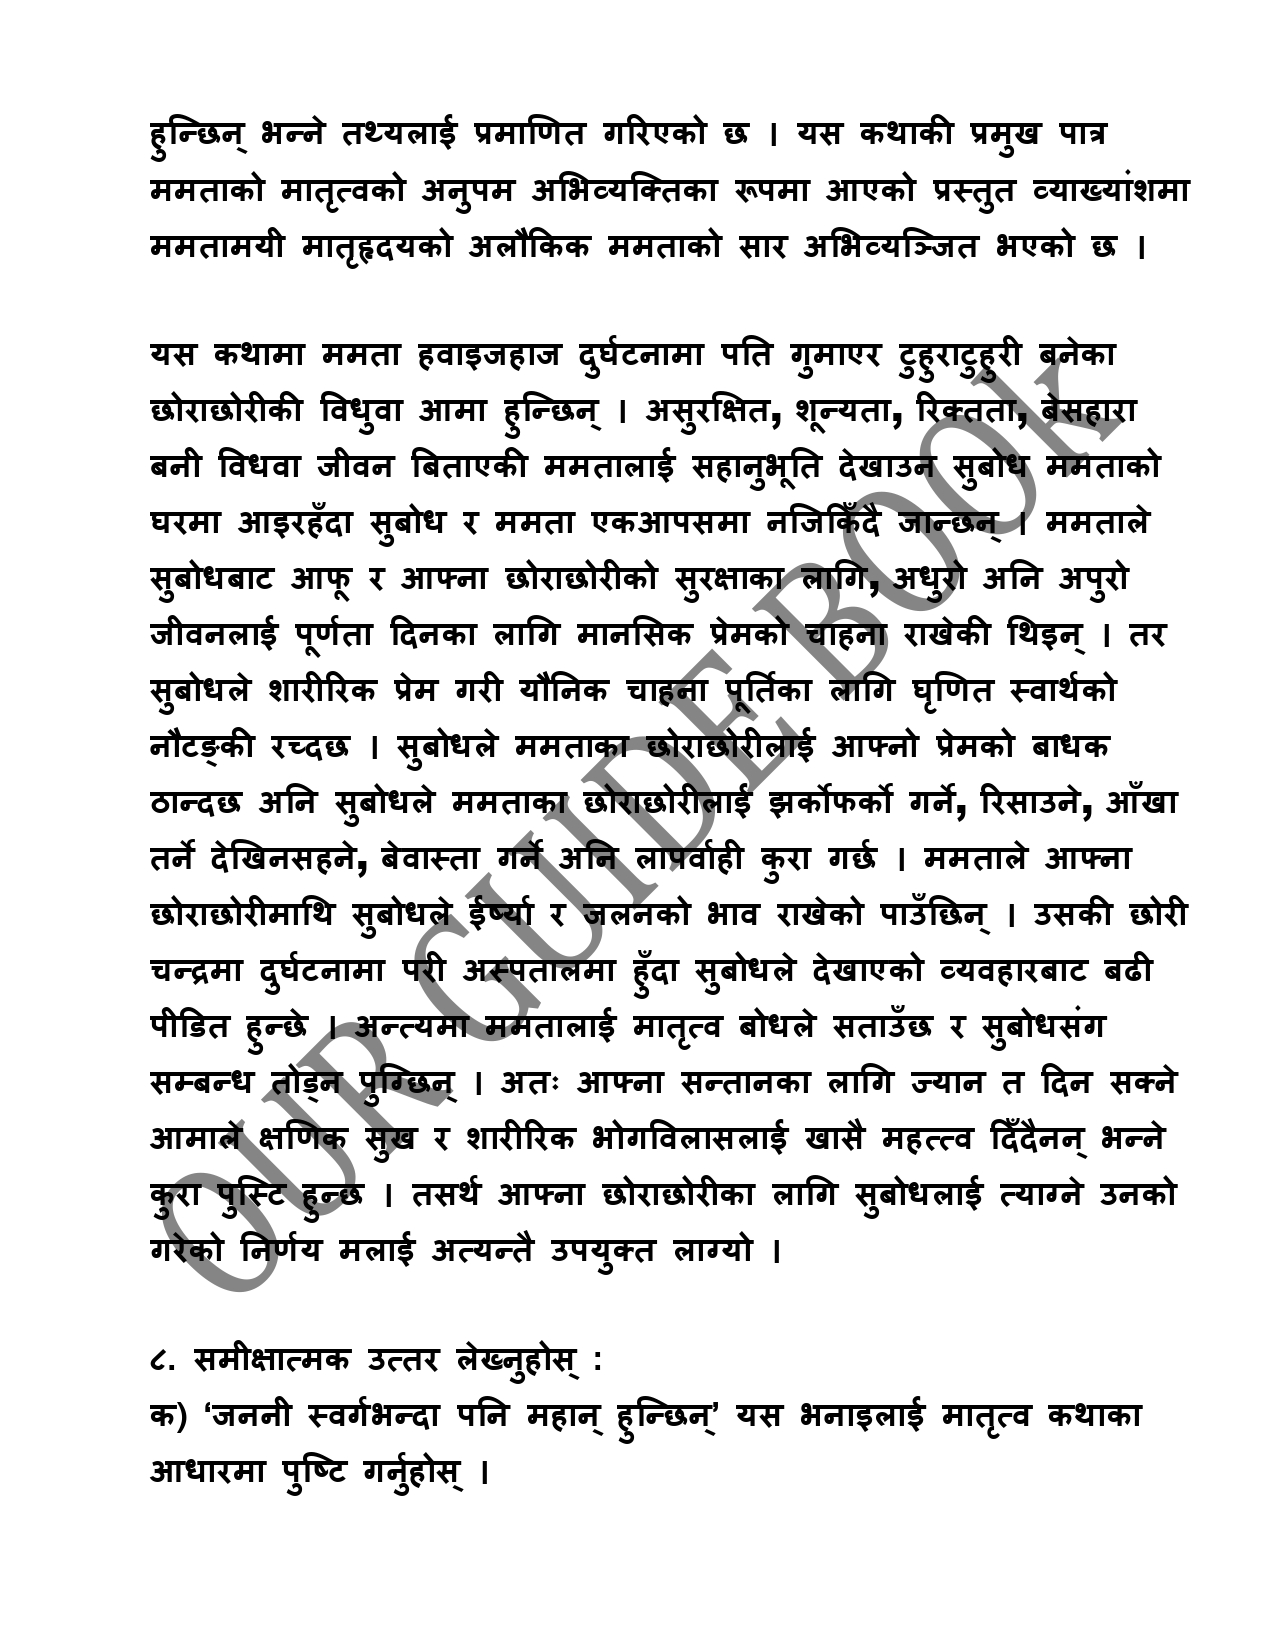 हुन्छिन् भन्ने तथ्यलाई प्रमाणित गरिएको छ । यस कथाकी प्रमुख पात्र
ममताको मातृत्वको अनुपम अभिव्यक्तिका रूपमा आएको प्रस्तुत व्याख्यांशमा
ममतामयी मातृहृदयको अलौकिक ममताको सार अभिव्यञ्जित भएको छ ।
यस कथामा ममता हवाइजहाज दुर्घटनामा पति गुमाएर टुहुराटुहुरी बनेका
छोराछोरीकी विधुवा आमा हुन्छिन् । असुरक्षित, शून्यता, रिक्तता, बेसहारा
बनी विधवा जीवन बिताएकी ममतालाई सहानुभूति देखाउन सुबोध ममताको
घरमा आइरहँदा सुबोध र ममता एकआपसमा नजिकिँदै जान्छन् । ममताले
सुबोधबाट आफू र आफ्ना छोराछोरीको सुरक्षाका लागि, अधुरो अनि अपुरो
जीवनलाई पूर्णता दिनका लागि मानसिक प्रेमको चाहना राखेकी थिइन् । तर
सुबोधले शारीरिक प्रेम गरी यौनिक चाहना पूर्तिका लागि घृणित स्वार्थको
नौटङ्की रच्दछ । सुबोधले ममताका छोराछोरीलाई आफ्नो प्रेमको बाधक
ठान्दछ अनि सुबोधले ममताका छोराछोरीलाई झर्कोफर्को गर्ने, रिसाउने, आँखा
तर्ने देखिनसहने, बेवास्ता गर्ने अनि लापर्वाही कुरा गर्छ । ममताले आफ्ना
छोराछोरीमाथि सुबोधले ईर्ष्या र जलनको भाव राखेको पाउँछिन् । उसकी छोरी
चन्द्रमा दुर्घटनामा परी अस्पतालमा हुँदा सुबोधले देखाएको व्यवहारबाट बढी
पीडित हुन्छे । अन्त्यमा ममतालाई मातृत्व बोधले सताउँछ र सुबोधसंग
सम्बन्ध तोड्न पुग्छिन् । अतः आफ्ना सन्तानका लागि ज्यान त दिन सक्ने
आमाले क्षणिक सुख र शारीरिक भोगविलासलाई खासै महत्त्व दिँदैनन् भन्ने
कुरा पुस्टि हुन्छ । तसर्थ आफ्ना छोराछोरीका लागि सुबोधलाई त्याग्ने उनको
गरेको निर्णय मलाई अत्यन्तै उपयुक्त लाग्यो ।
८. समीक्षात्मक उत्तर लेख्नुहोस् :
क) ‘जननी स्वर्गभन्दा पनि महान् हुन्छिन्’ यस भनाइलाई मातृत्व कथाका
आधारमा पुष्टि गर्नुहोस् ।
OUR GUIDE BOOK